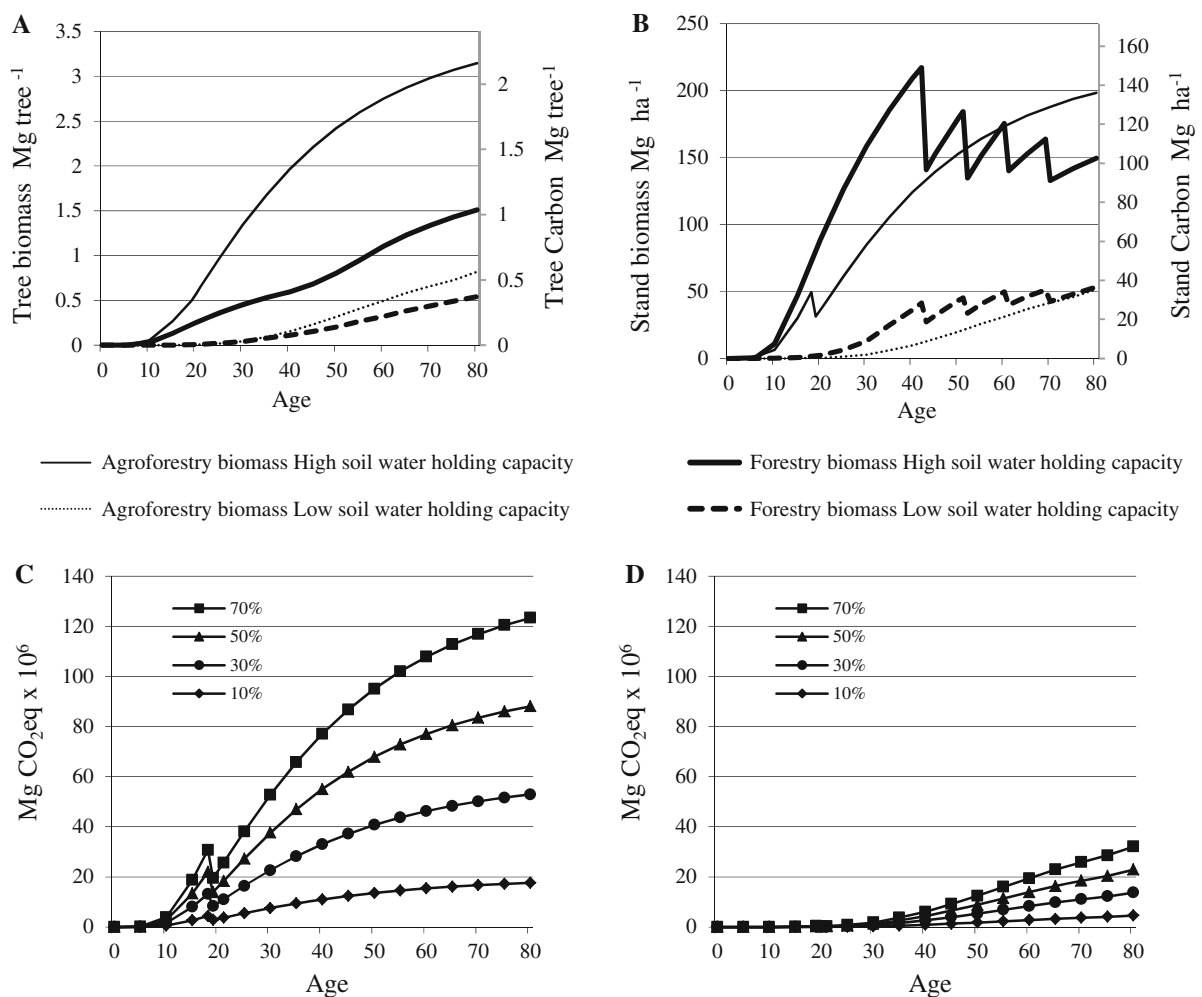 A
3.5
3
2.5
2
1.5
1
0.5
0
Tree biomass Mg tree⁻¹
2
1.5
1
0.5
0
Tree Carbon Mg tree⁻¹
0 10 20 30 40 50 60 70 80
Age
B
250
200
150
100
50
0
Stand biomass Mg ha⁻¹
160
140
120
100
80
60
40
20
0
Stand Carbon Mg ha⁻¹
0 10 20 30 40 50 60 70 80
Age
Agroforestry biomass High soil water holding capacity
Forestry biomass High soil water holding capacity
Agroforestry biomass Low soil water holding capacity
Forestry biomass Low soil water holding capacity
C
140
120
100
80
60
40
20
0
Mg CO₂eq x 10⁶
70%
50%
30%
10%
0 10 20 30 40 50 60 70 80
Age
D
140
120
100
80
60
40
20
0
Mg CO₂eq x 10⁶
70%
50%
30%
10%
0 10 20 30 40 50 60 70 80
Age